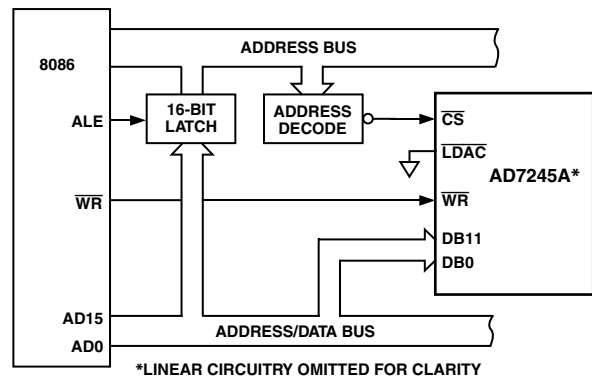 ADDRESS BUS
8086
16-BIT
LATCH
ADDRESS
DECODE
ALE
CS
LDAC
AD7245A*
WR
WR
DB11
DB0
AD15
ADDRESS/DATA BUS
AD0
*LINEAR CIRCUITRY OMITTED FOR CLARITY